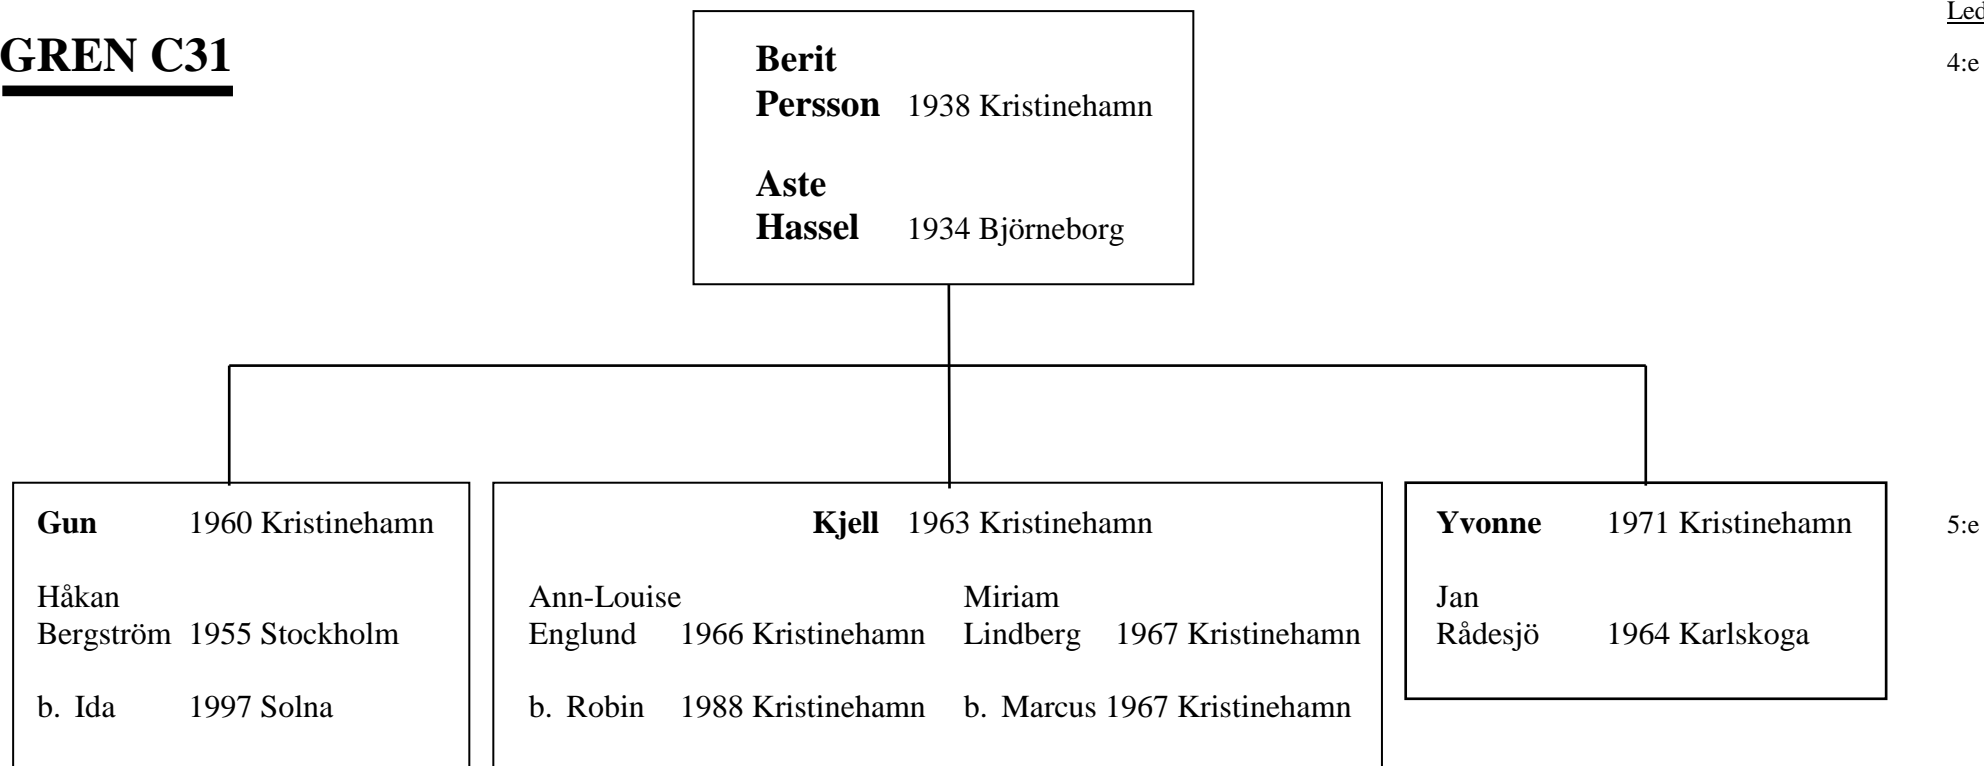 Led
GREN C31
4:e
Berit
Persson 1938 Kristinehamn
Aste
Hassel 1934 Björneborg
Gun 1960 Kristinehamn
Håkan
Bergström 1955 Stockholm
b. Ida 1997 Solna
Kjell 1963 Kristinehamn
Ann-Louise
Englund 1966 Kristinehamn
b. Robin 1988 Kristinehamn
Miriam
Lindberg 1967 Kristinehamn
b. Marcus 1967 Kristinehamn
Yvonne 1971 Kristinehamn
Jan
Rådesjö 1964 Karlskoga
5:e